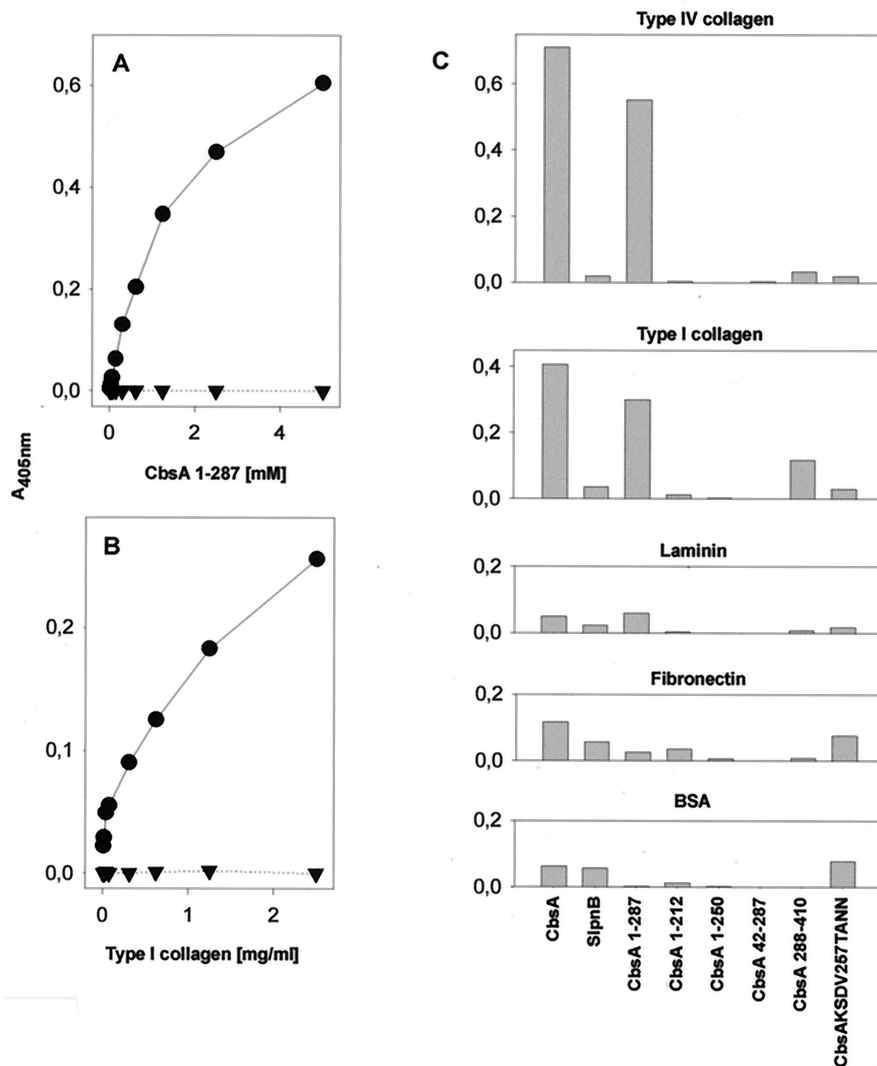 A
0,6
0,4
0,2
0,0
0
2
4
CbsA 1-287 [mM]
A405nm
B
0,2
0,1
0,0
0
1
2
Type I collagen [mg/ml]
C
Type IV collagen
0,6
0,4
0,2
0,0
Type I collagen
0,4
0,2
0,0
Laminin
0,2
0,0
Fibronectin
0,2
0,0
BSA
0,2
0,0
CbsA
SlpnB
CbsA 1-287
CbsA 1-212
CbsA 1-250
CbsA 42-287
CbsA 288-410
CbsAKSDV257TANN